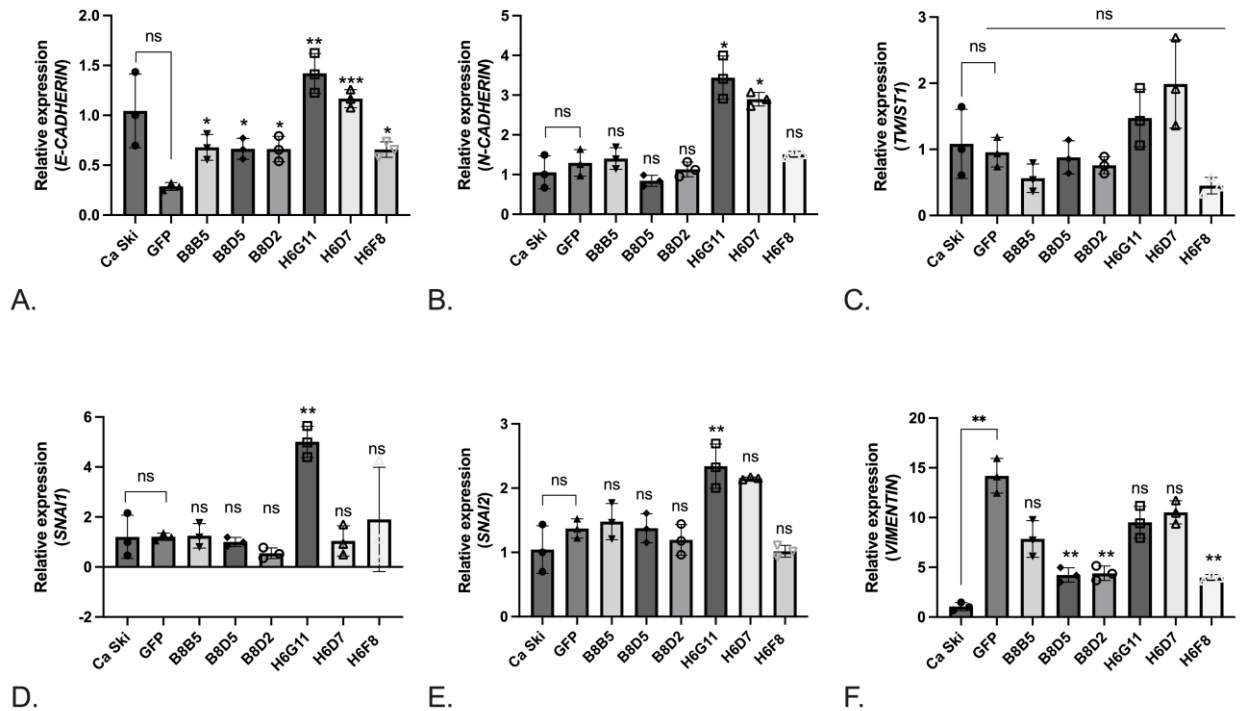 Relative expression
(E-CADHERIN)
2.0
1.5
1.0
0.5
0.0
ns
*
*
*
**
***
*
Ca Ski
GFP
B8B5
B8D5
B8D2
H6G11
H6D7
H6F8
A.
Relative expression
(N-CADHERIN)
5
4
3
2
1
0
ns
ns
ns
ns
*
*
ns
Ca Ski
GFP
B8B5
B8D5
B8D2
H6G11
H6D7
H6F8
B.
Relative expression
(TWIST1)
3
2
1
0
ns
ns
Ca Ski
GFP
B8B5
B8D5
B8D2
H6G11
H6D7
H6F8
C.
Relative expression
(SNAI1)
6
4
2
0
-2
ns
ns
ns
ns
**
ns
ns
Ca Ski
GFP
B8B5
B8D5
B8D2
H6G11
H6D7
H6F8
D.
Relative expression
(SNAI2)
3
2
1
0
ns
ns
ns
ns
**
ns
ns
Ca Ski
GFP
B8B5
B8D5
B8D2
H6G11
H6D7
H6F8
E.
Relative expression
(VIMENTIN)
20
15
10
5
0
**
ns
**
**
ns
ns
**
Ca Ski
GFP
B8B5
B8D5
B8D2
H6G11
H6D7
H6F8
F.